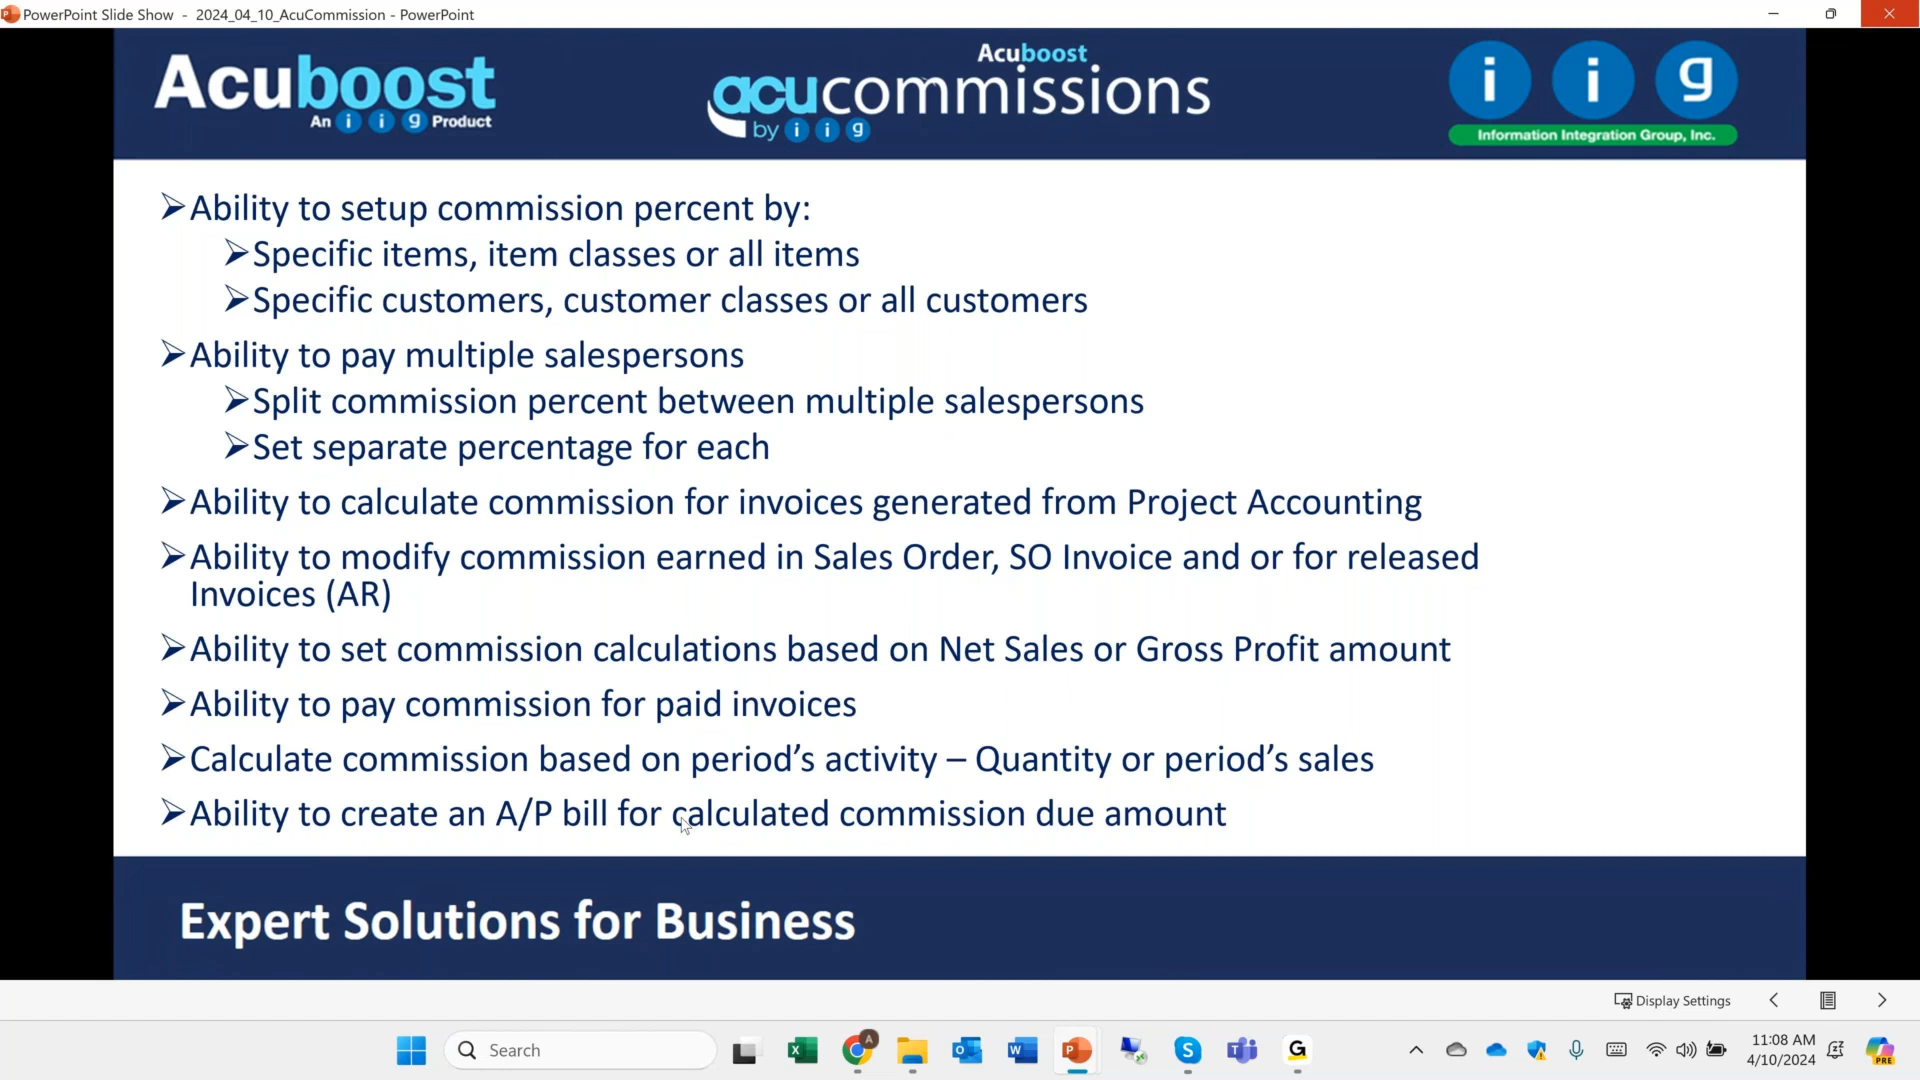 PowerPoint Slide Show - 2024_04_10_AcuCommission - PowerPoint
Acuboost
An i i g Product
Acuboost
acucommissions
by i i g
i i g
Information Integration Group, Inc.
Ability to setup commission percent by:
Specific items, item classes or all items
Specific customers, customer classes or all customers
Ability to pay multiple salespersons
Split commission percent between multiple salespersons
Set separate percentage for each
Ability to calculate commission for invoices generated from Project Accounting
Ability to modify commission earned in Sales Order, SO Invoice and or for released
Invoices (AR)
Ability to set commission calculations based on Net Sales or Gross Profit amount
Ability to pay commission for paid invoices
Calculate commission based on period’s activity – Quantity or period’s sales
Ability to create an A/P bill for calculated commission due amount
Expert Solutions for Business
Display Settings
Search
11:08 AM
4/10/2024
PRE